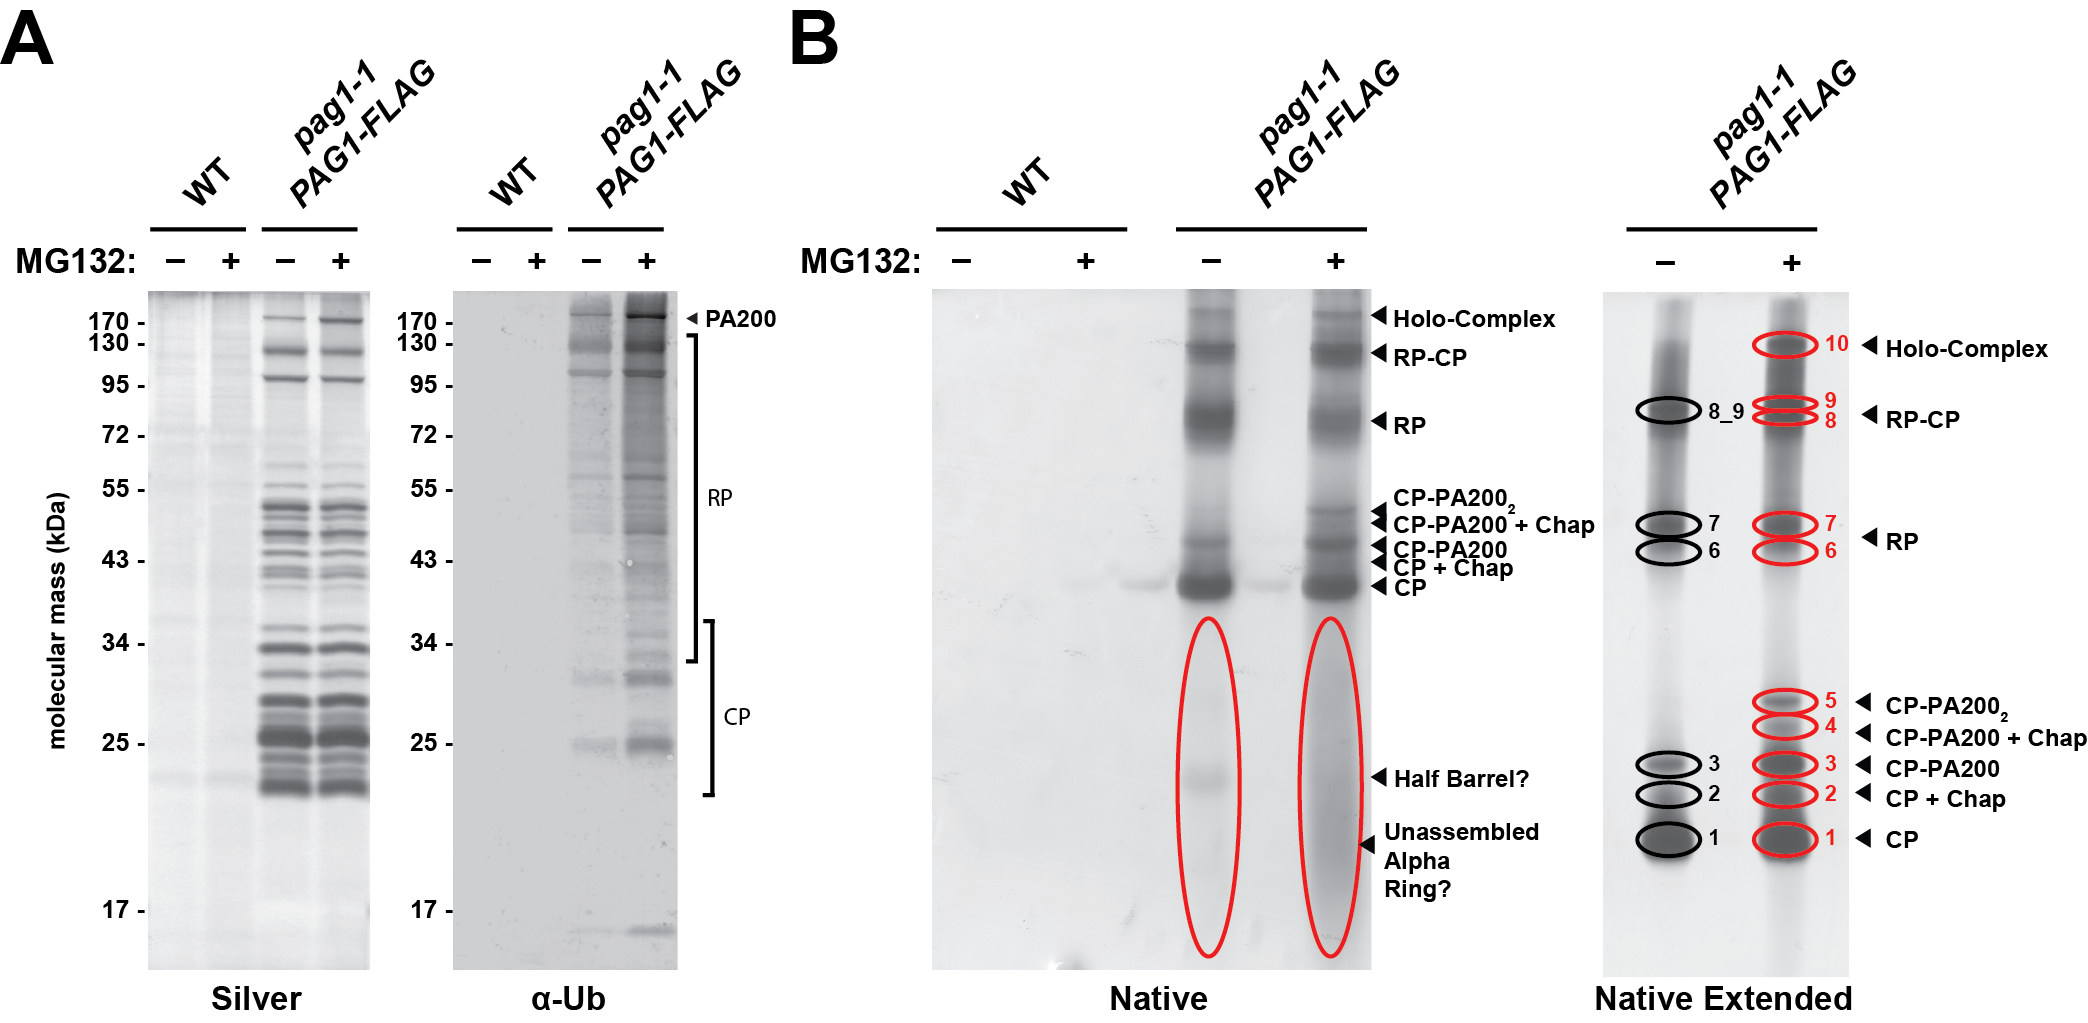 A
B
WT
pag1-1
PAG1-FLAG
WT
pag1-1
PAG1-FLAG
WT
pag1-1
PAG1-FLAG
pag1-1
PAG1-FLAG
MG132: – + – + – + – +
MG132: – + – + – +
molecular mass (kDa)
170 -
130 -
95 -
72 -
55 -
43 -
34 -
25 -
17 -
170 -
130 -
95 -
72 -
55 -
43 -
34 -
25 -
17 -
PA200
RP
CP
Silver
α-Ub
Holo-Complex
RP-CP
RP
CP-PA200₂
CP-PA200 + Chap
CP-PA200
CP + Chap
CP
Half Barrel?
Unassembled
Alpha
Ring?
Native
8_9
7
6
3
2
1
10
9
8
7
6
5
4
3
2
1
Holo-Complex
RP-CP
RP
CP-PA200₂
CP-PA200 + Chap
CP-PA200
CP + Chap
CP
Native Extended